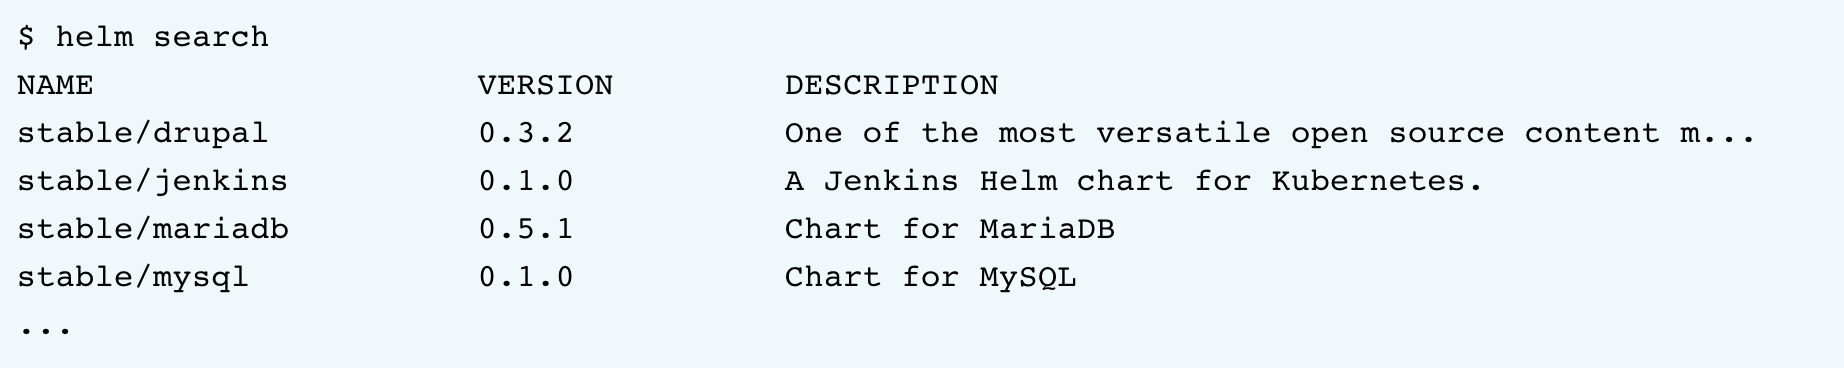 $ helm search
NAME                    VERSION         DESCRIPTION
stable/drupal           0.3.2           One of the most versatile open source content m...
stable/jenkins          0.1.0           A Jenkins Helm chart for Kubernetes.
stable/mariadb          0.5.1           Chart for MariaDB
stable/mysql            0.1.0           Chart for MySQL
...